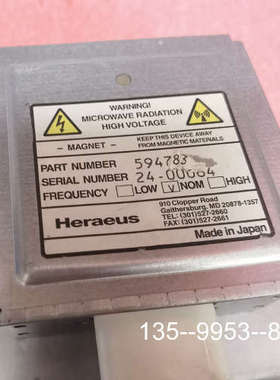 WARNING!
MICROWAVE RADIATION
HIGH VOLTAGE
– MAGNET –
KEEP THIS DEVICE AWAY
FROM MAGNETIC MATERIALS
PART NUMBER 594783
SERIAL NUMBER 24-00664
FREQUENCY LOW V NOM HIGH
Heraeus
910 Clopper Road
Gaithersburg, MD 20878-1357
TEL: (301)527-2660
FAX: (301)527-2661
Made in Japan
135--9953--8